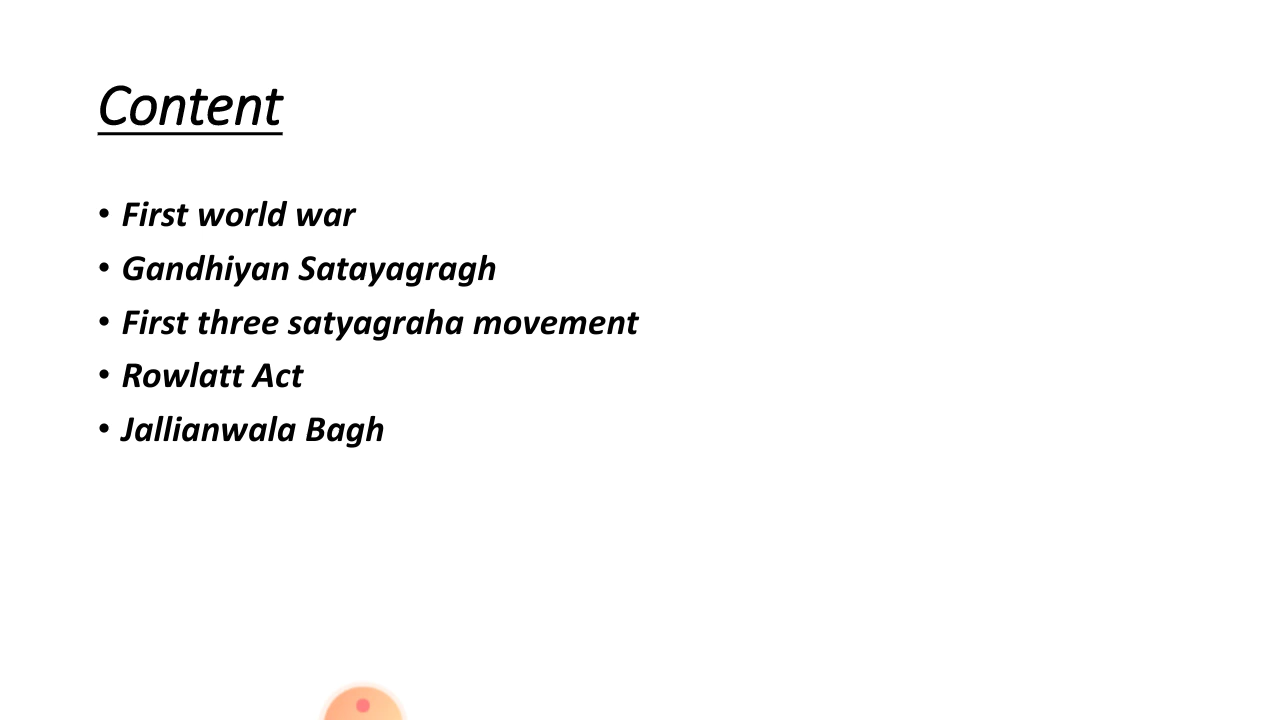 Content
• First world war
• Gandhiyan Satayagragh
• First three satyagraha movement
• Rowlatt Act
• Jallianwala Bagh